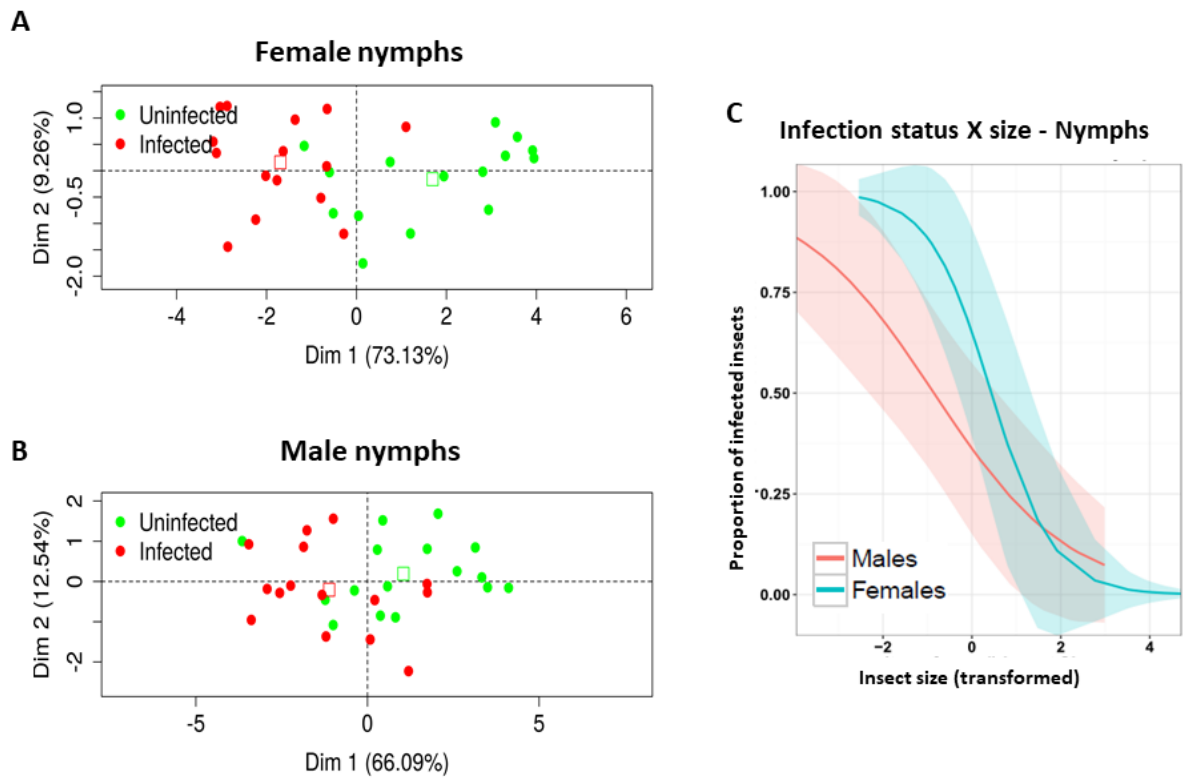 A
Female nymphs
Uninfected
Infected
1.0
-0.5
-2.0
Dim 2 (9.26%)
-4
-2
0
2
4
6
Dim 1 (73.13%)
B
Male nymphs
Uninfected
Infected
2
1
0
-2
Dim 2 (12.54%)
-5
0
5
Dim 1 (66.09%)
C
Infection status X size - Nymphs
1.00
0.75
0.50
0.25
0.00
Proportion of infected insects
Males
Females
−2
0
2
4
Insect size (transformed)